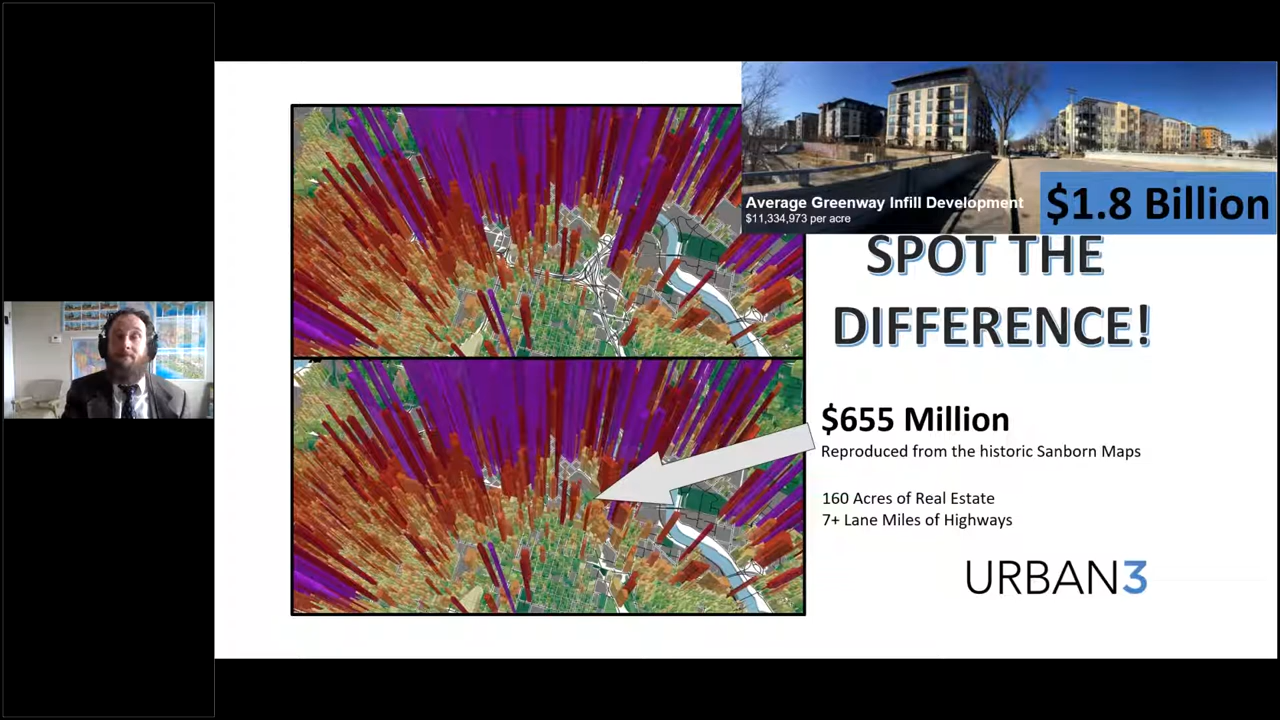 Average Greenway Infill Development
$11,334,973 per acre
$1.8 Billion
SPOT THE
DIFFERENCE!
$655 Million
Reproduced from the historic Sanborn Maps
160 Acres of Real Estate
7+ Lane Miles of Highways
URBAN3